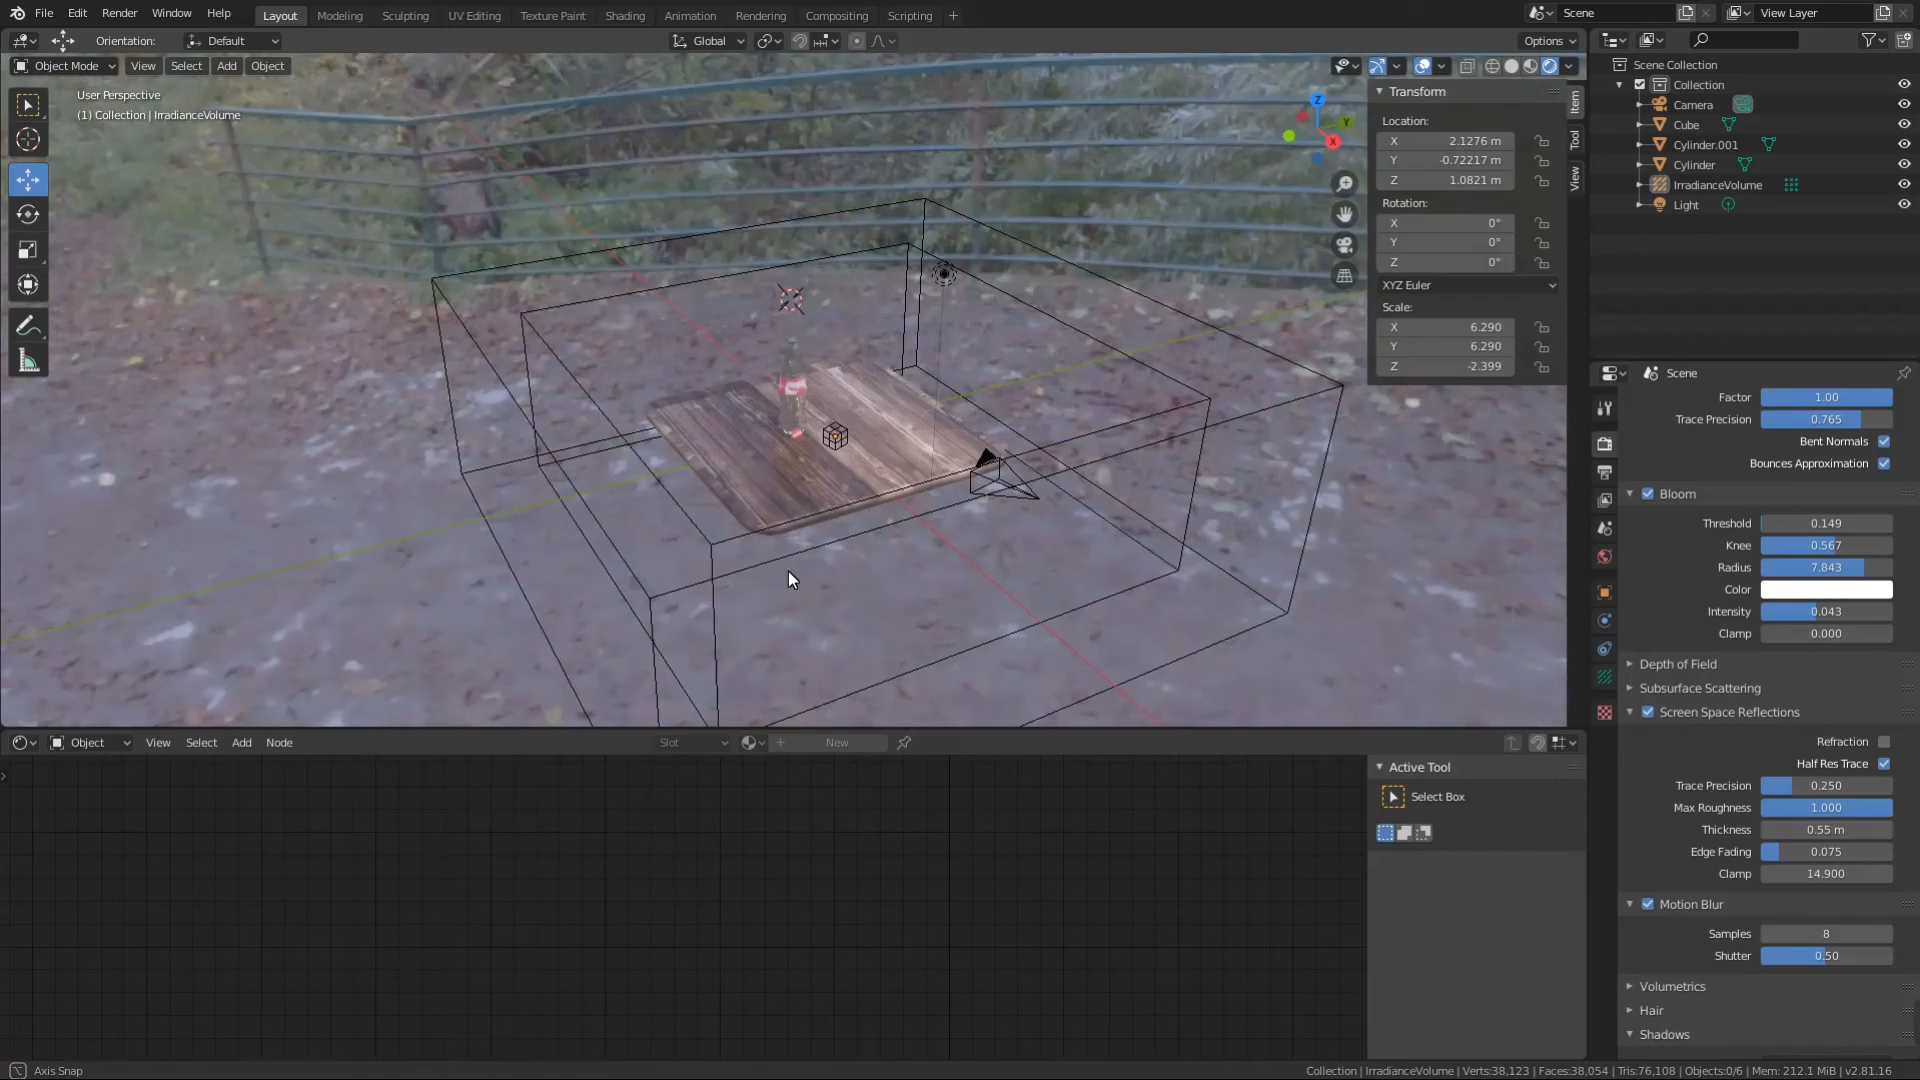 File Edit Render Window Help Layout Modeling Sculpting UV Editing Texture Paint Shading Animation Rendering Compositing Scripting + Scene View Layer
Orientation: Default Global Options
Object Mode View Select Add Object
User Perspective
(1) Collection | IrradianceVolume
Z
Y
X
Transform
Location:
X 2.1276 m
Y -0.72217 m
Z 1.0821 m
Rotation:
X 0°
Y 0°
Z 0°
XYZ Euler
Scale:
X 6.290
Y 6.290
Z -2.399
Item
Tool
View
Scene Collection
Collection
Camera
Cube
Cylinder.001
Cylinder
IrradianceVolume
Light
Scene
Factor 1.00
Trace Precision 0.765
Bent Normals
Bounces Approximation
Bloom
Threshold 0.149
Knee 0.567
Radius 7.843
Color
Intensity 0.043
Clamp 0.000
Depth of Field
Subsurface Scattering
Screen Space Reflections
Refraction
Half Res Trace
Trace Precision 0.250
Max Roughness 1.000
Thickness 0.55 m
Edge Fading 0.075
Clamp 14.900
Motion Blur
Samples 8
Shutter 0.50
Volumetrics
Hair
Shadows
Object View Select Add Node Slot + New
Active Tool
Select Box
Axis Snap
Collection | IrradianceVolume | Verts:38,123 | Faces:38,054 | Tris:76,108 | Objects:0/6 | Mem: 212.1 MiB | v2.81.16